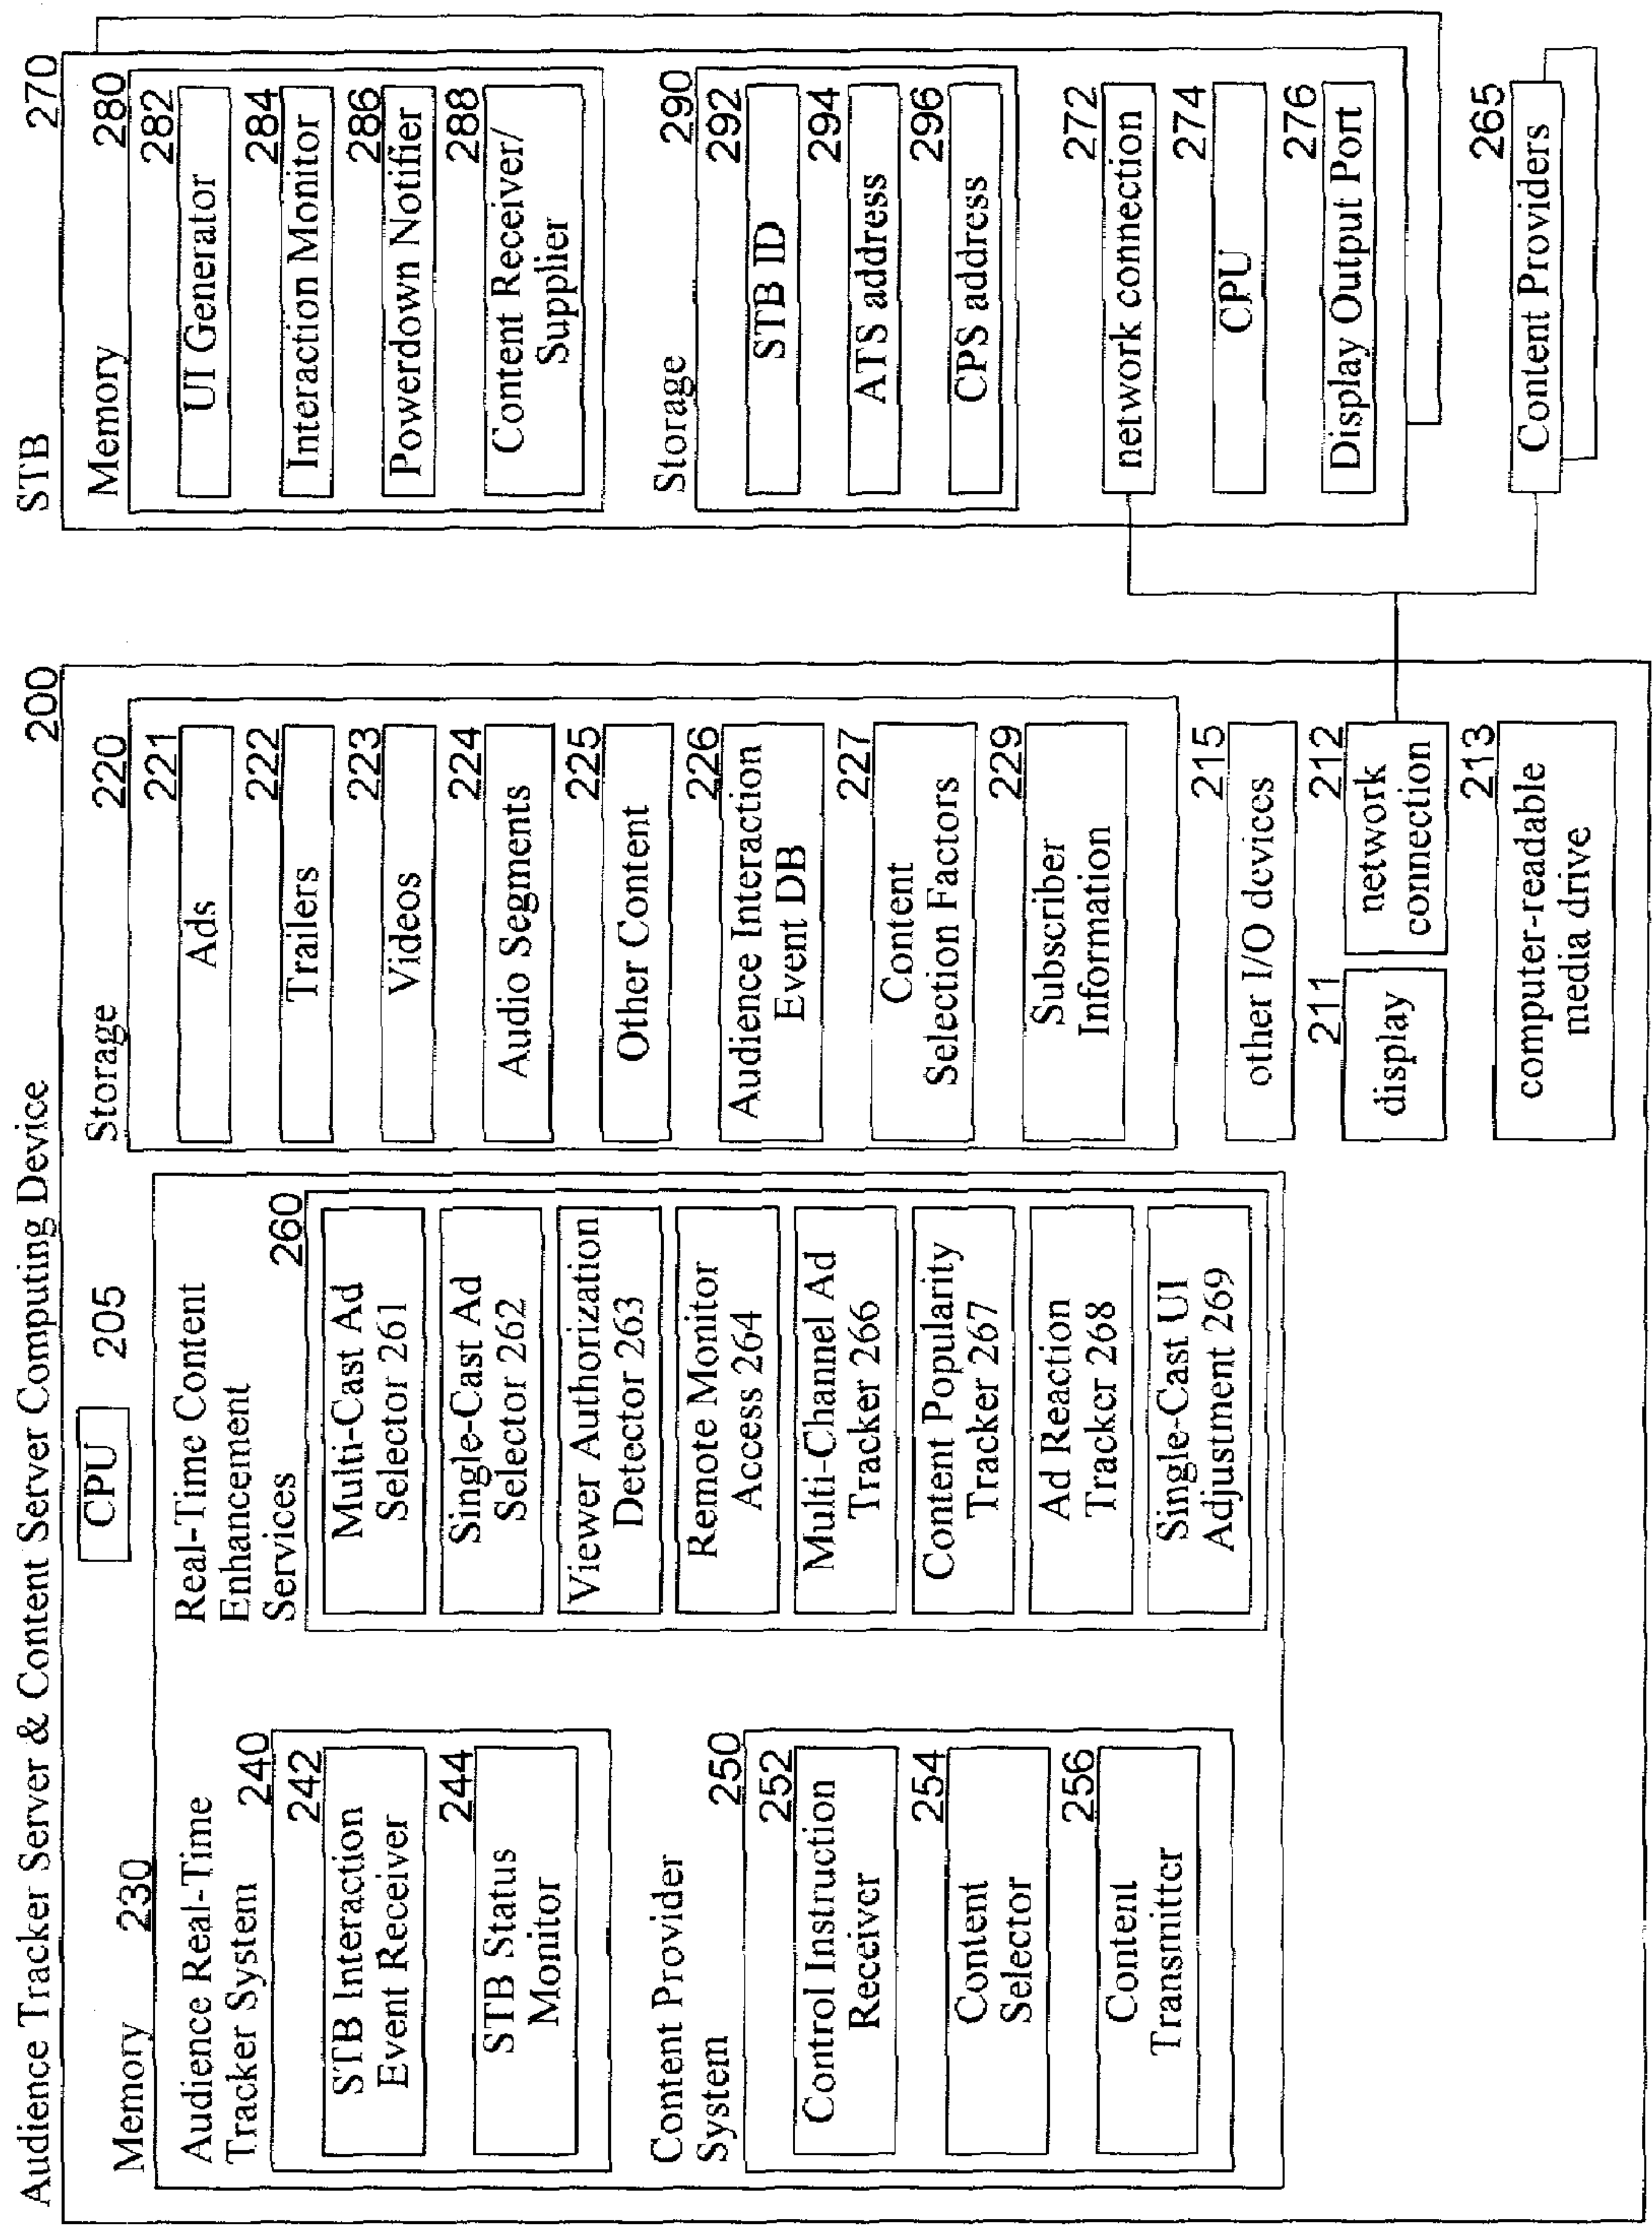 Audience Tracker Server & Content Server Computing Device
200
CPU
205
Memory
230
Audience Real-Time
Tracker System
240
242
STB Interaction
Event Receiver
244
STB Status
Monitor
Content Provider
System
250
252
Control Instruction
Receiver
254
Content
Selector
256
Content
Transmitter
Real-Time Content
Enhancement
Services
260
Multi-Cast Ad
Selector 261
Single-Cast Ad
Selector 262
Viewer Authorization
Detector 263
Remote Monitor
Access 264
Multi-Channel Ad
Tracker 266
Content Popularity
Tracker 267
Ad Reaction
Tracker 268
Single-Cast UI
Adjustment 269
Storage
220
221
Ads
222
Trailers
223
Videos
224
Audio Segments
225
Other Content
226
Audience Interaction
Event DB
227
Content
Selection Factors
229
Subscriber
Information
215
other I/O devices
211
display
212
network
connection
213
computer-readable
media drive
STB
270
Memory
280
282
UI Generator
284
Interaction Monitor
286
Powerdown Notifier
288
Content Receiver/
Supplier
Storage
290
292
STB ID
294
ATS address
296
CPS address
272
network connection
274
CPU
276
Display Output Port
265
Content Providers